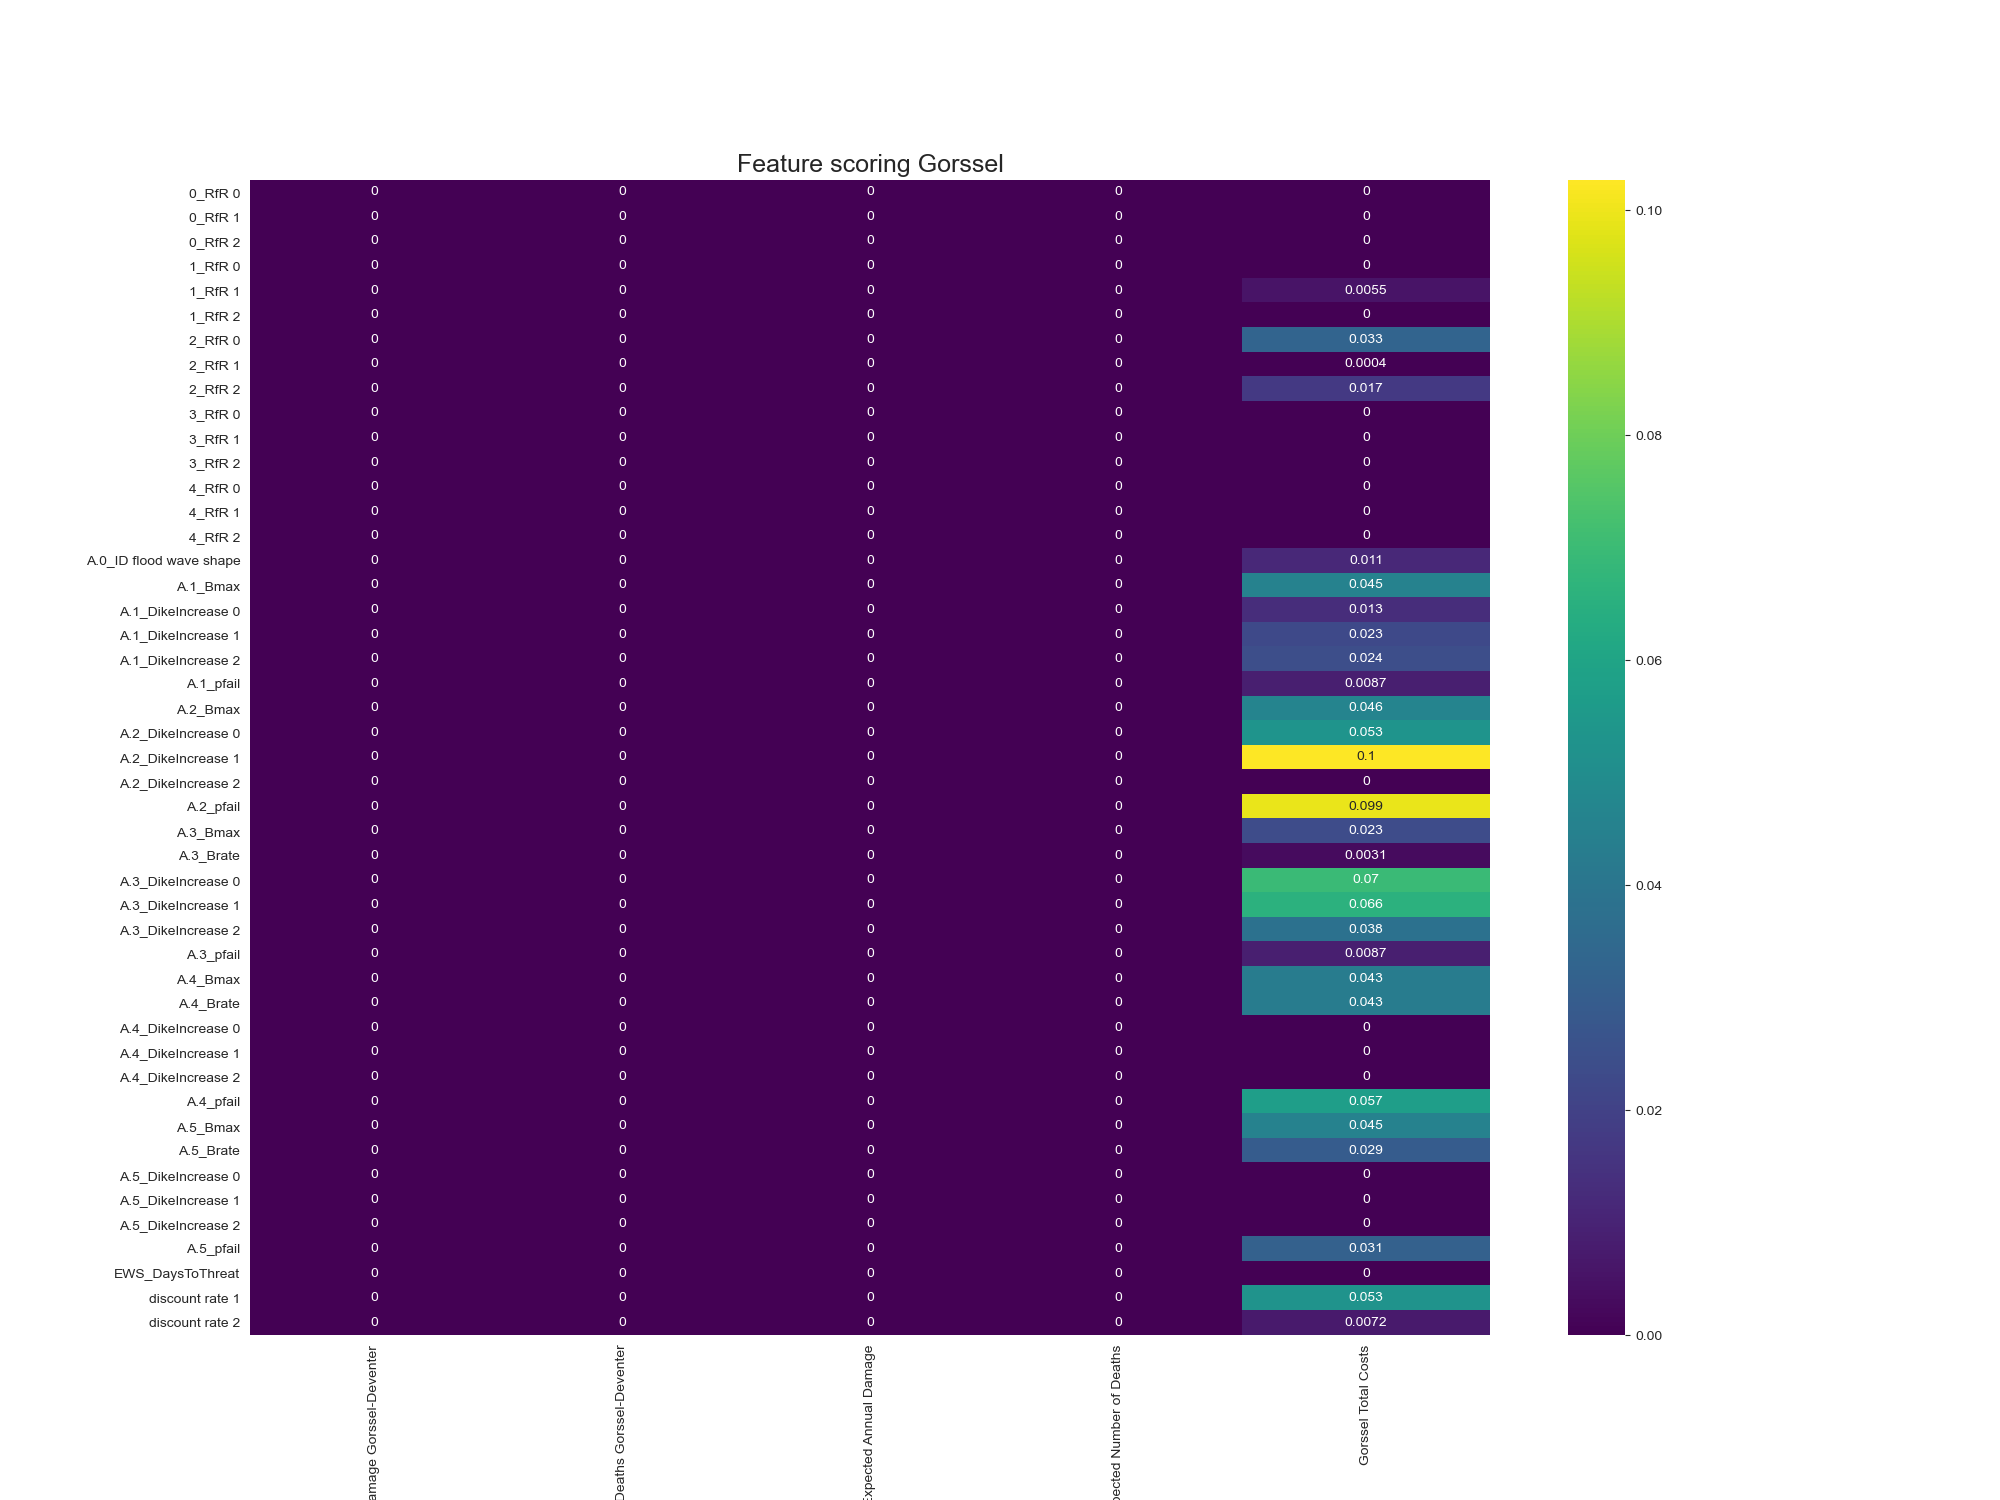 Feature scoring Gorssel
0_RfR 0 0 0 0 0 0
0_RfR 1 0 0 0 0 0
0_RfR 2 0 0 0 0 0
1_RfR 0 0 0 0 0 0
1_RfR 1 0 0 0 0 0.0055
1_RfR 2 0 0 0 0 0
2_RfR 0 0 0 0 0 0.033
2_RfR 1 0 0 0 0 0.0004
2_RfR 2 0 0 0 0 0.017
3_RfR 0 0 0 0 0 0
3_RfR 1 0 0 0 0 0
3_RfR 2 0 0 0 0 0
4_RfR 0 0 0 0 0 0
4_RfR 1 0 0 0 0 0
4_RfR 2 0 0 0 0 0
A.0_ID flood wave shape 0 0 0 0 0.011
A.1_Bmax 0 0 0 0 0.045
A.1_DikeIncrease 0 0 0 0 0 0.013
A.1_DikeIncrease 1 0 0 0 0 0.023
A.1_DikeIncrease 2 0 0 0 0 0.024
A.1_pfail 0 0 0 0 0.0087
A.2_Bmax 0 0 0 0 0.046
A.2_DikeIncrease 0 0 0 0 0 0.053
A.2_DikeIncrease 1 0 0 0 0 0.1
A.2_DikeIncrease 2 0 0 0 0 0
A.2_pfail 0 0 0 0 0.099
A.3_Bmax 0 0 0 0 0.023
A.3_Brate 0 0 0 0 0.0031
A.3_DikeIncrease 0 0 0 0 0 0.07
A.3_DikeIncrease 1 0 0 0 0 0.066
A.3_DikeIncrease 2 0 0 0 0 0.038
A.3_pfail 0 0 0 0 0.0087
A.4_Bmax 0 0 0 0 0.043
A.4_Brate 0 0 0 0 0.043
A.4_DikeIncrease 0 0 0 0 0 0
A.4_DikeIncrease 1 0 0 0 0 0
A.4_DikeIncrease 2 0 0 0 0 0
A.4_pfail 0 0 0 0 0.057
A.5_Bmax 0 0 0 0 0.045
A.5_Brate 0 0 0 0 0.029
A.5_DikeIncrease 0 0 0 0 0 0
A.5_DikeIncrease 1 0 0 0 0 0
A.5_DikeIncrease 2 0 0 0 0 0
A.5_pfail 0 0 0 0 0.031
EWS_DaysToThreat 0 0 0 0 0
discount rate 1 0 0 0 0 0.053
discount rate 2 0 0 0 0 0.0072
amage Gorssel-Deventer
Deaths Gorssel-Deventer
Expected Annual Damage
pected Number of Deaths
Gorssel Total Costs
0.10
0.08
0.06
0.04
0.02
0.00